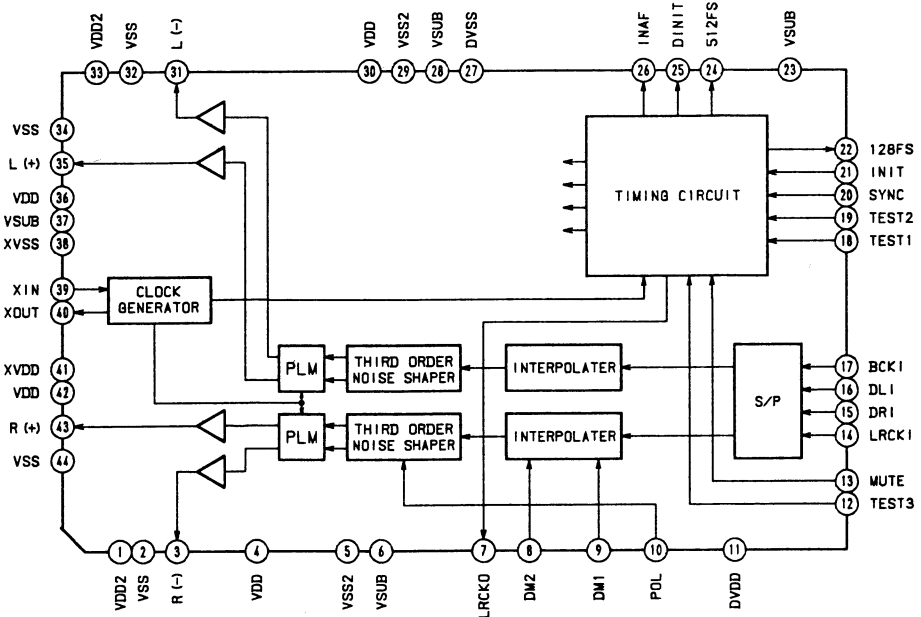 VDD2
VSS
L (-)
VDD
VSS2
VSUB
DVSS
INAF
DINIT
512FS
VSUB
33
32
31
30
29
28
27
26
25
24
23
VSS
34
L (+)
35
VDD
36
VSUB
37
XVSS
38
XIN
39
XOUT
40
XVDD
41
VDD
42
R (+)
43
VSS
44
TIMING CIRCUIT
22
128FS
21
INIT
20
SYNC
19
TEST2
18
TEST1
CLOCK
GENERATOR
PLM
THIRD ORDER
NOISE SHAPER
INTERPOLATER
PLM
THIRD ORDER
NOISE SHAPER
INTERPOLATER
S/P
17
BCKI
16
DLI
15
DRI
14
LRCKI
13
MUTE
12
TEST3
1
2
3
4
5
6
7
8
9
10
11
VDD2
VSS
R (-)
VDD
VSS2
VSUB
LRCKO
DM2
DM1
POL
DVDD